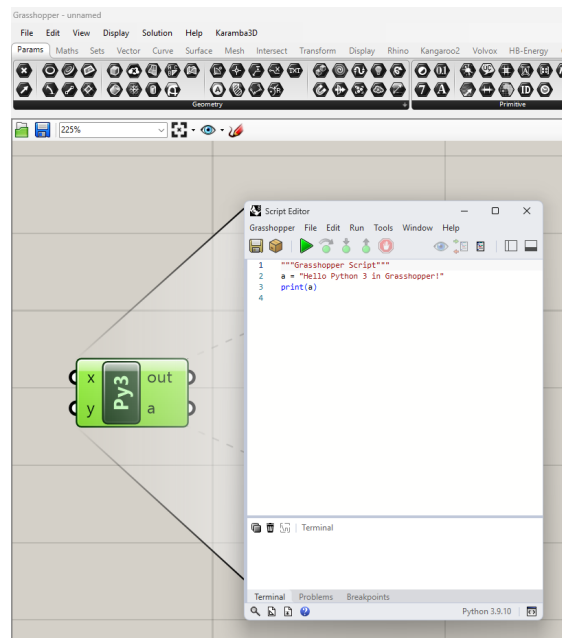 Grasshopper - unnamed
File Edit View Display Solution Help Karamba3D
Params Maths Sets Vector Curve Surface Mesh Intersect Transform Display Rhino Kangaroo2 Volvox HB-Energy
TXT
ID
Geometry
Primitive
225%
Script Editor
Grasshopper File Edit Run Tools Window Help
1 """Grasshopper Script"""
2 a = "Hello Python 3 in Grasshopper!"
3 print(a)
4
x Py3 out
y a
Terminal
Terminal Problems Breakpoints
Python 3.9.10